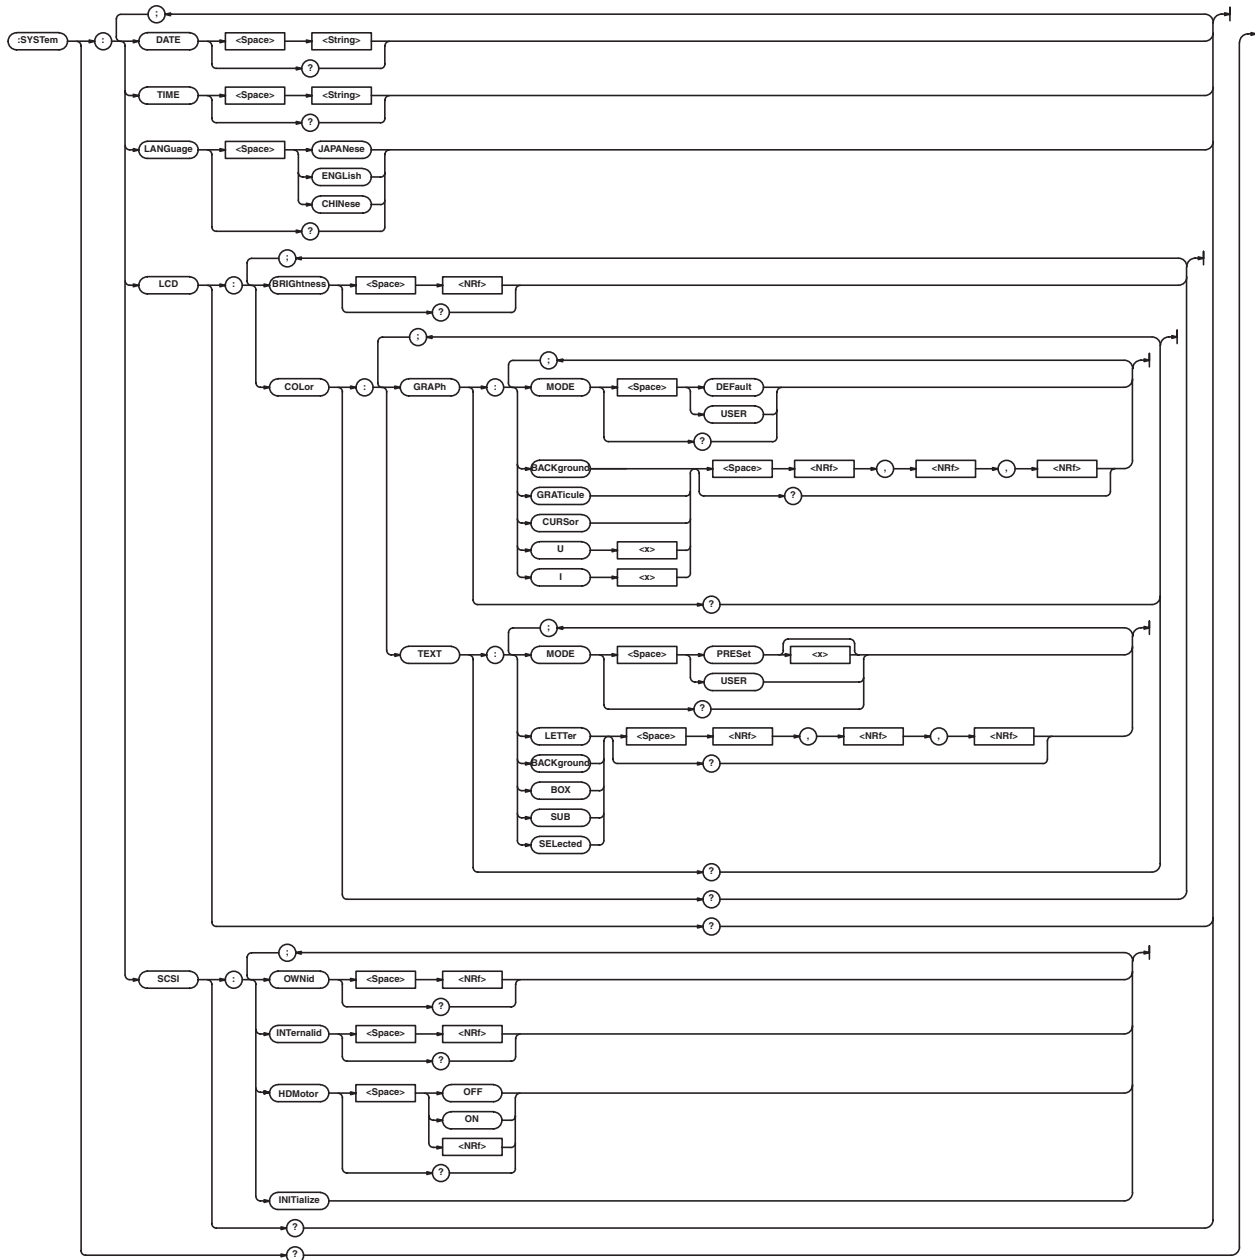 ;
:SYSTem : DATE <Space> <String>
?
TIME <Space> <String>
?
LANGuage <Space> JAPANese
ENGLish
CHINese
?
;
LCD : BRIGhtness <Space> <NRf>
?
;
;
COLor : GRAPh : MODE <Space> DEFault
USER
?
BACKground <Space> <NRf> , <NRf> , <NRf>
GRATicule ?
CURSor
U <x>
I <x>
?
;
TEXT : MODE <Space> PRESet <x>
USER
?
LETTer <Space> <NRf> , <NRf> , <NRf>
BACKground ?
BOX
SUB
SELected
?
?
?
;
SCSI : OWNid <Space> <NRf>
?
INTernalid <Space> <NRf>
?
HDMotor <Space> OFF
ON
<NRf>
?
INITialize
?
?